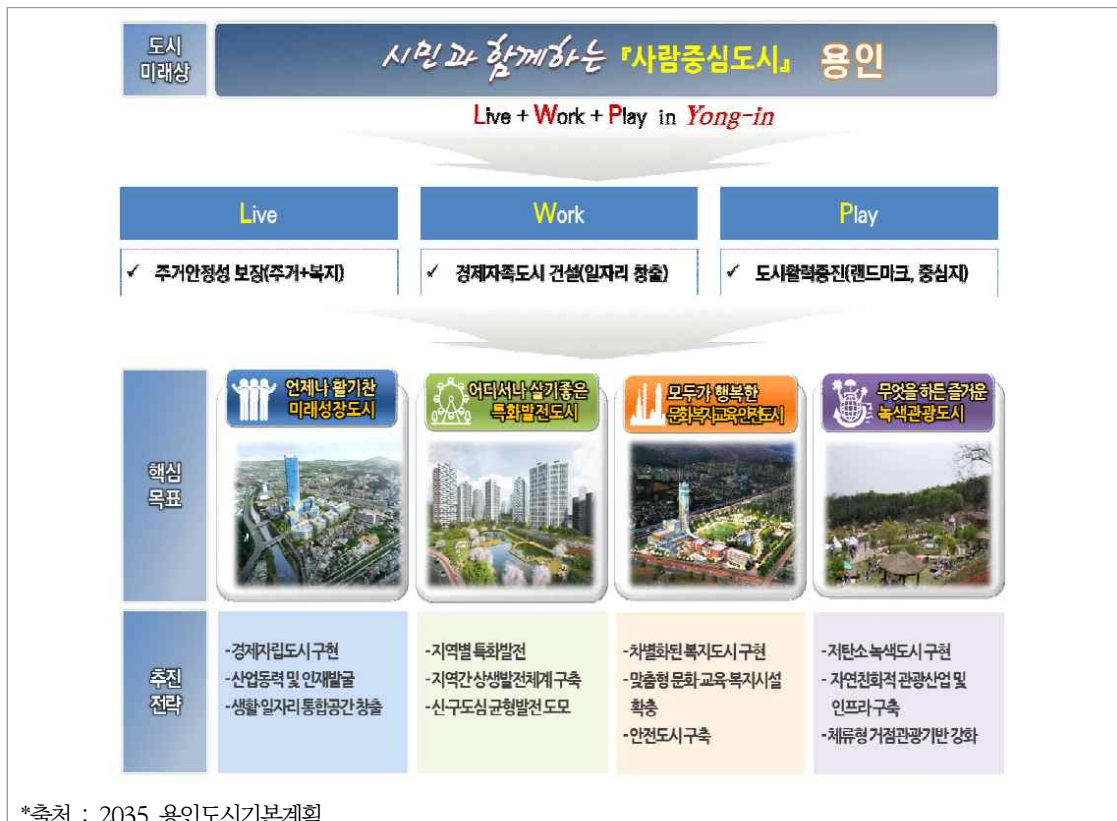 도시
미래상
시민과 함께하는 『사람중심도시』 용인
Live + Work + Play in Yong-in
Live
Work
Play
✓ 주거안정성 보장(주거+복지)
✓ 경제자족도시 건설(일자리 창출)
✓ 도시활력증진(랜드마크, 중심지)
핵심
목표
언제나 활기찬
미래성장도시
어디서나 살기좋은
특화발전도시
모두가 행복한
문화복지교육안전도시
무엇을 하든 즐거운
녹색관광도시
추진
전략
-경제자립도시 구현
-산업동력 및 인재발굴
-생활 일자리 통합공간 창출
-지역별 특화발전
-지역간 상생발전체계 구축
-신구도심 균형발전 도모
-차별화된 복지도시 구현
-맞춤형 문화 교육 복지시설
확충
-안전도시 구축
-저탄소 녹색도시 구현
- 자연친화적 관광산업 및
인프라 구축
-체류형 거점관광기반 강화
*출처 : 2035 용인도시기본계획